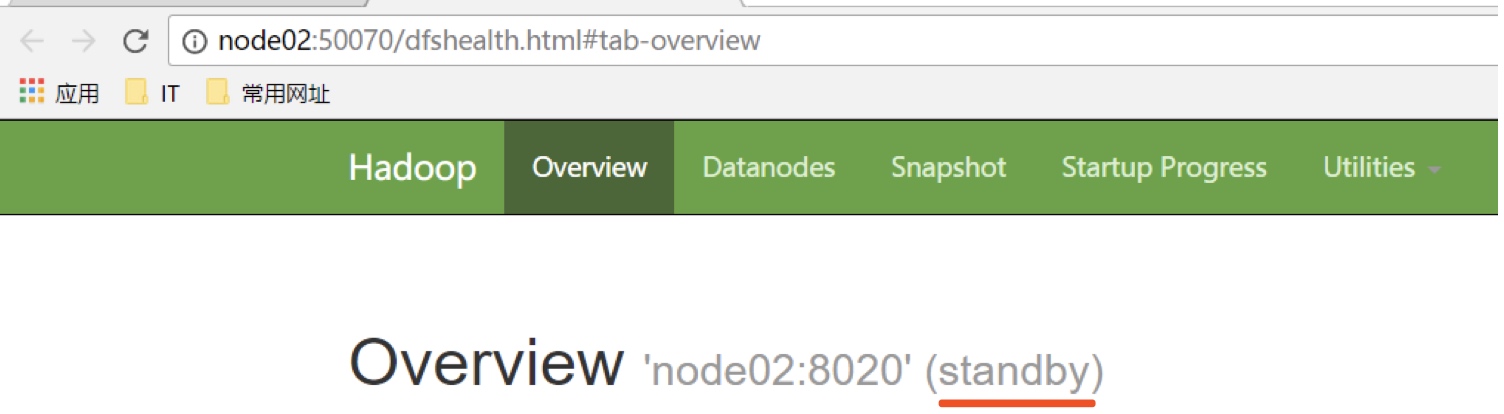 node02:50070/dfshealth.html#tab-overview
应用 IT 常用网址
Hadoop Overview Datanodes Snapshot Startup Progress Utilities
Overview 'node02:8020' (standby)